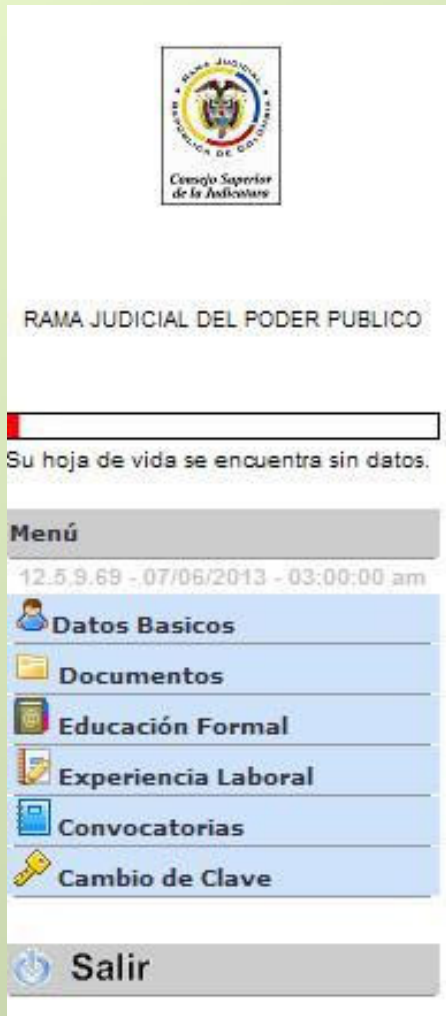 RAMA JUDICIAL
REPUBLICA DE COLOMBIA
Consejo Superior
de la Judicatura
RAMA JUDICIAL DEL PODER PUBLICO
Su hoja de vida se encuentra sin datos.
Menú
12.5.9.69 - 07/06/2013 - 03:00:00 am
Datos Basicos
Documentos
Educación Formal
Experiencia Laboral
Convocatorias
Cambio de Clave
Salir